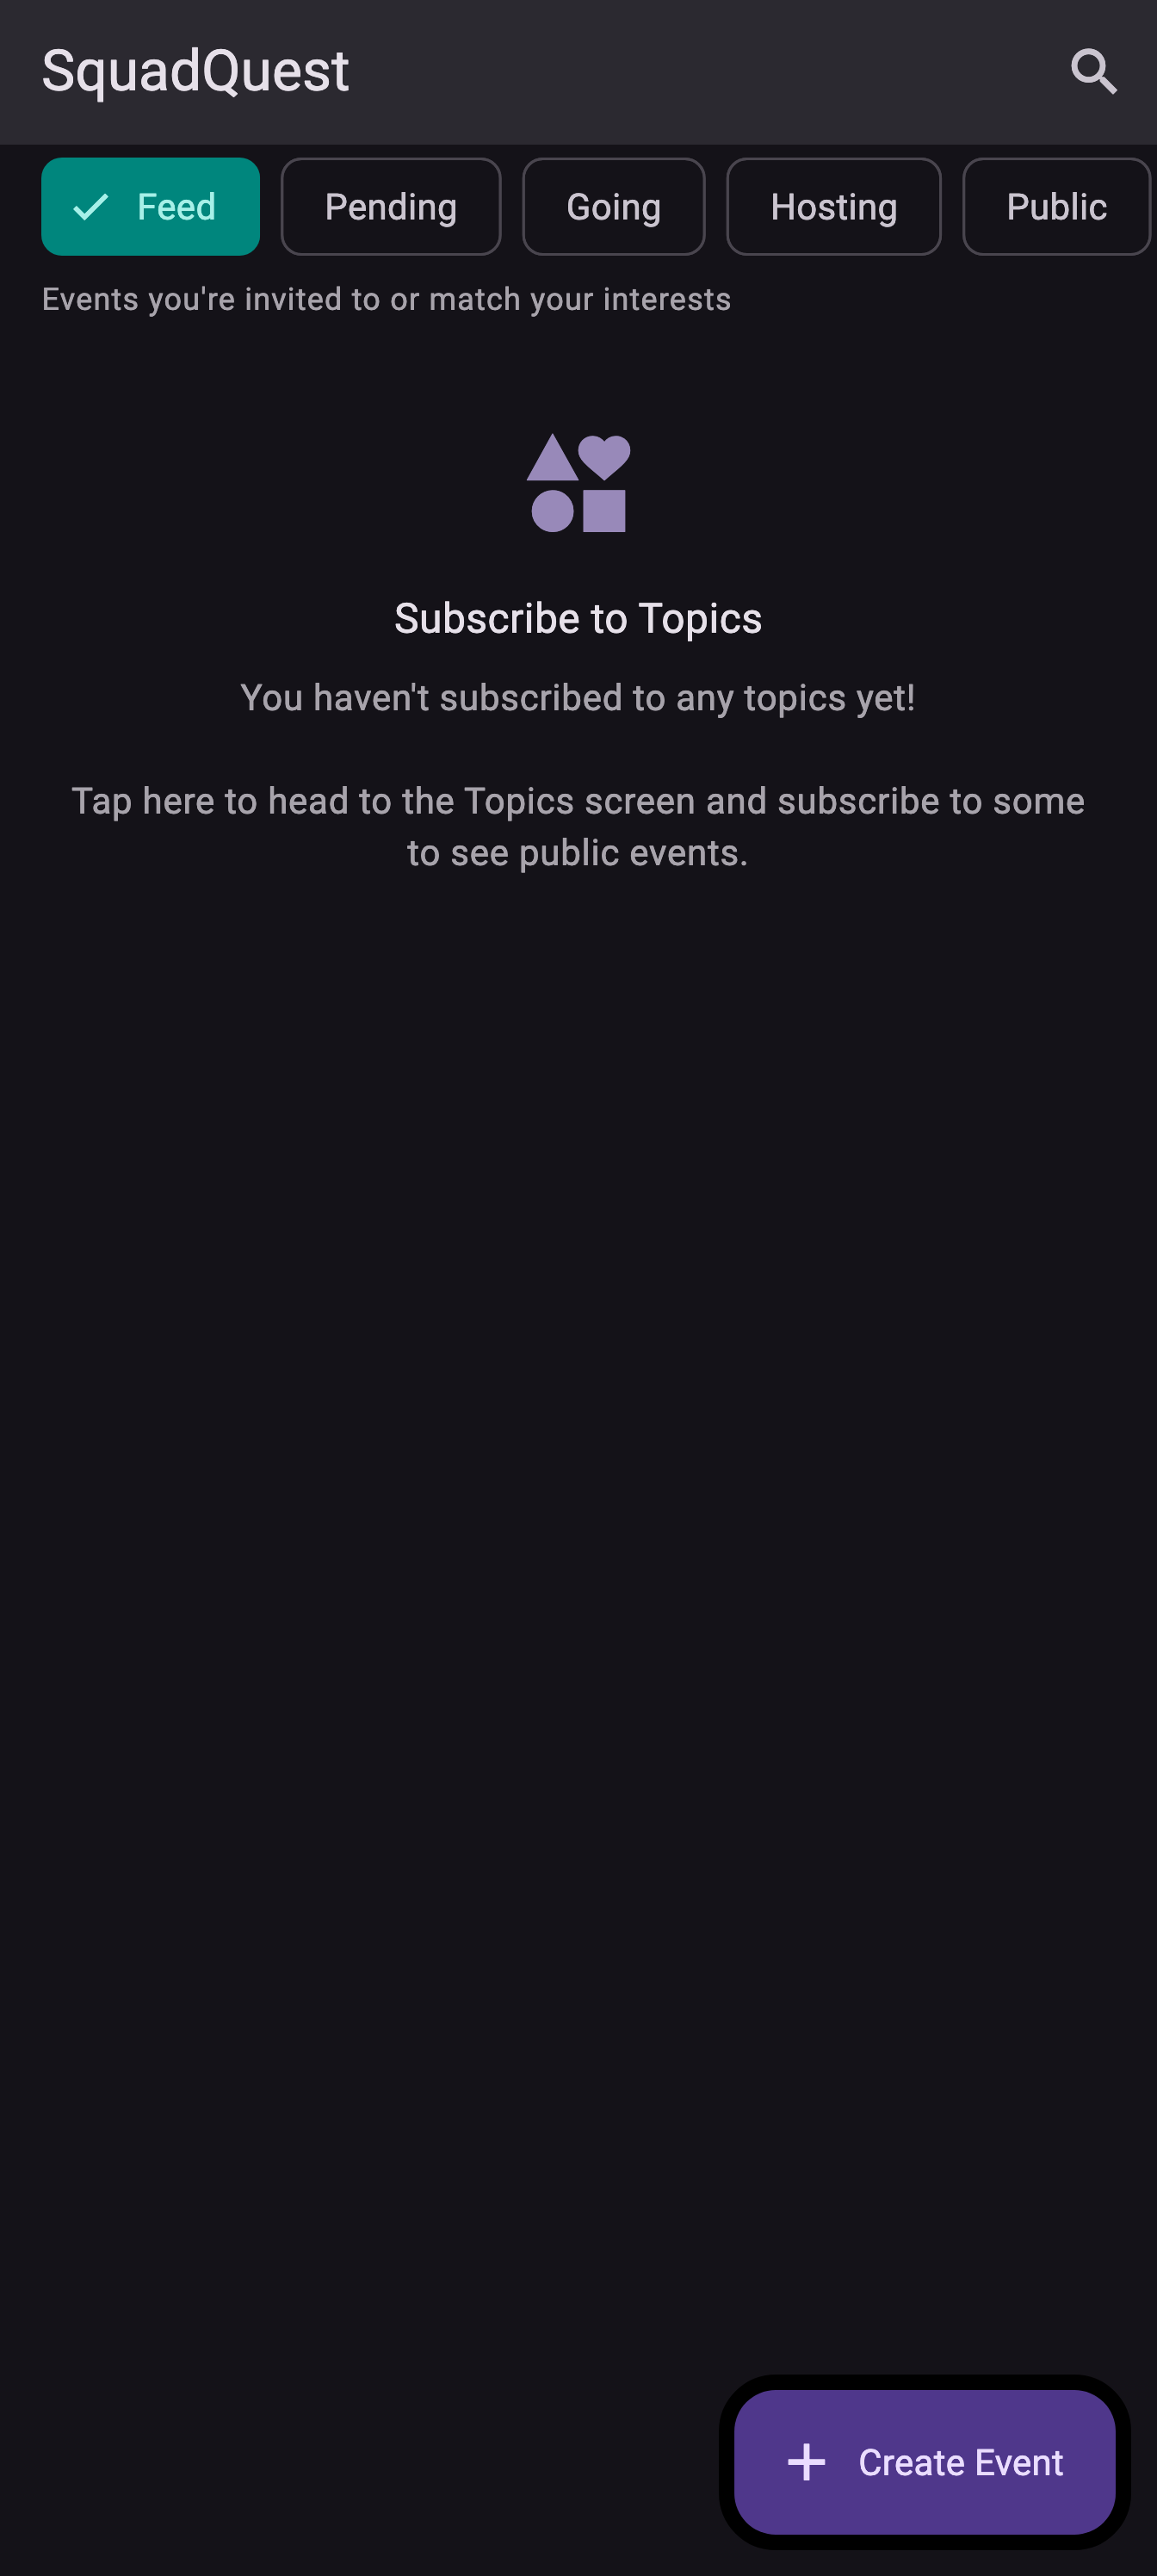 SquadQuest
Feed
Pending
Going
Hosting
Public
Events you're invited to or match your interests
Subscribe to Topics
You haven't subscribed to any topics yet!
Tap here to head to the Topics screen and subscribe to some
to see public events.
Create Event